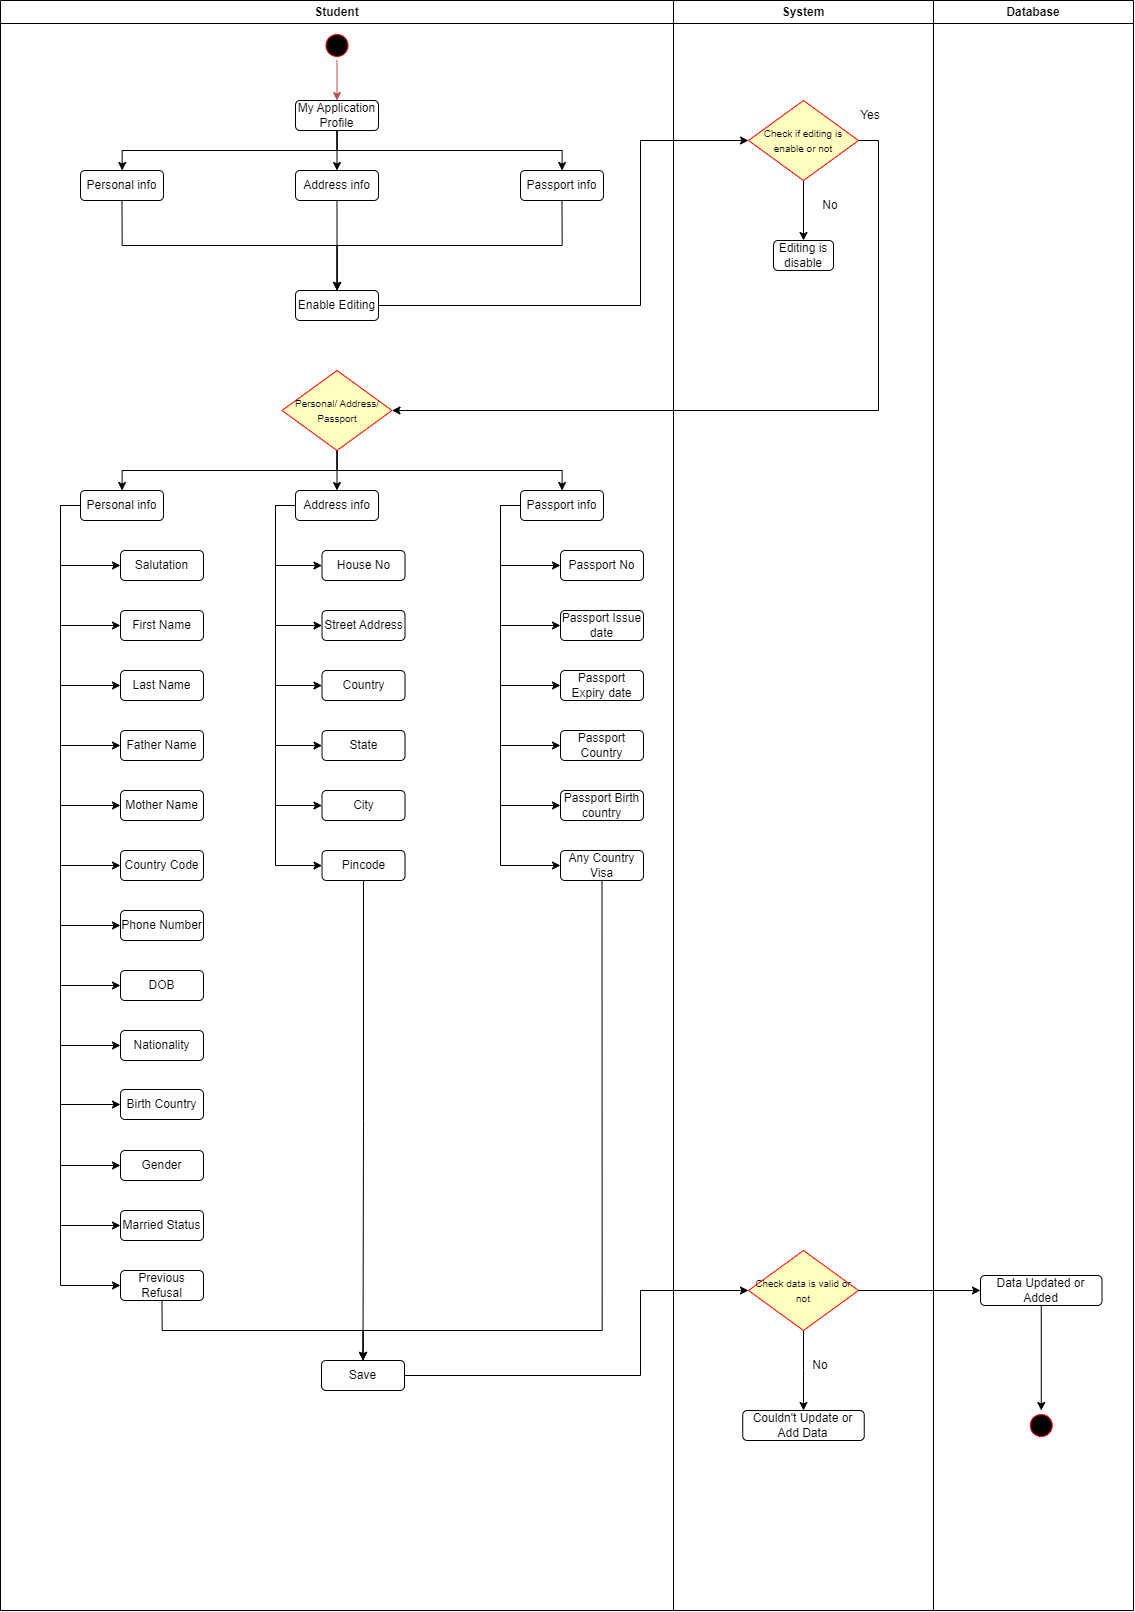 Student
System
Database
My Application
Profile
Personal info
Address info
Passport info
Enable Editing
Check if editing is
enable or not
Yes
No
Editing is
disable
Personal/ Address/
Passport
Personal info
Address info
Passport info
Salutation
First Name
Last Name
Father Name
Mother Name
Country Code
Phone Number
DOB
Nationality
Birth Country
Gender
Married Status
Previous
Refusal
House No
Street Address
Country
State
City
Pincode
Passport No
Passport Issue
date
Passport
Expiry date
Passport
Country
Passport Birth
country
Any Country
Visa
Save
Check data is valid or
not
No
Couldn't Update or
Add Data
Data Updated or
Added